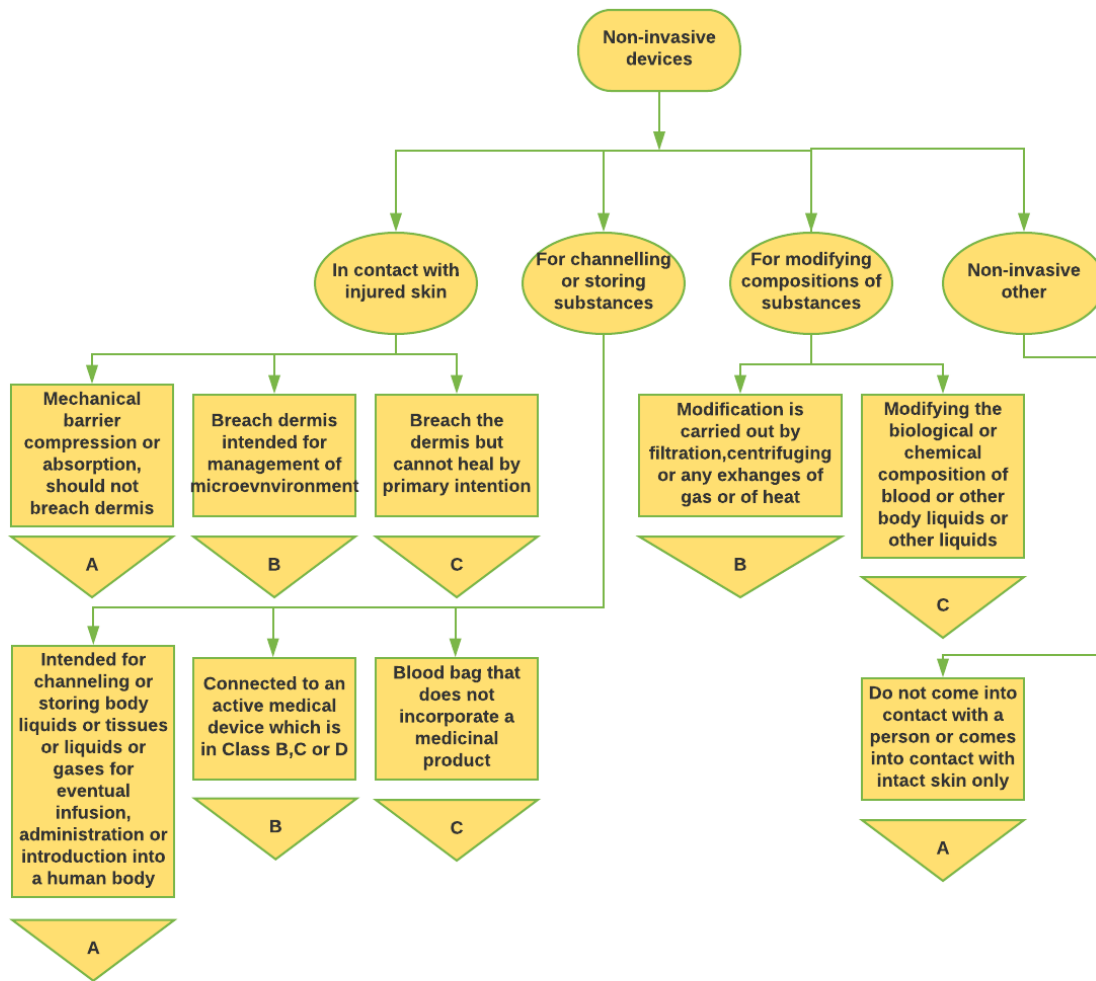 Non-invasive
devices
In contact with
injured skin
For channelling
or storing
substances
For modifying
compositions of
substances
Non-invasive
other
Mechanical
barrier
compression or
absorption,
should not
breach dermis
Breach dermis
intended for
management of
microevnvironment
Breach the
dermis but
cannot heal by
primary intention
Modification is
carried out by
filtration,centrifuging
or any exhanges of
gas or of heat
Modifying the
biological or
chemical
composition of
blood or other
body liquids or
other liquids
A
B
C
B
C
Intended for
channeling or
storing body
liquids or tissues
or liquids or
gases for
eventual
infusion,
administration or
introduction into
a human body
Connected to an
active medical
device which is
in Class B,C or D
Blood bag that
does not
incorporate a
medicinal
product
Do not come into
contact with a
person or comes
into contact with
intact skin only
A
B
C
A